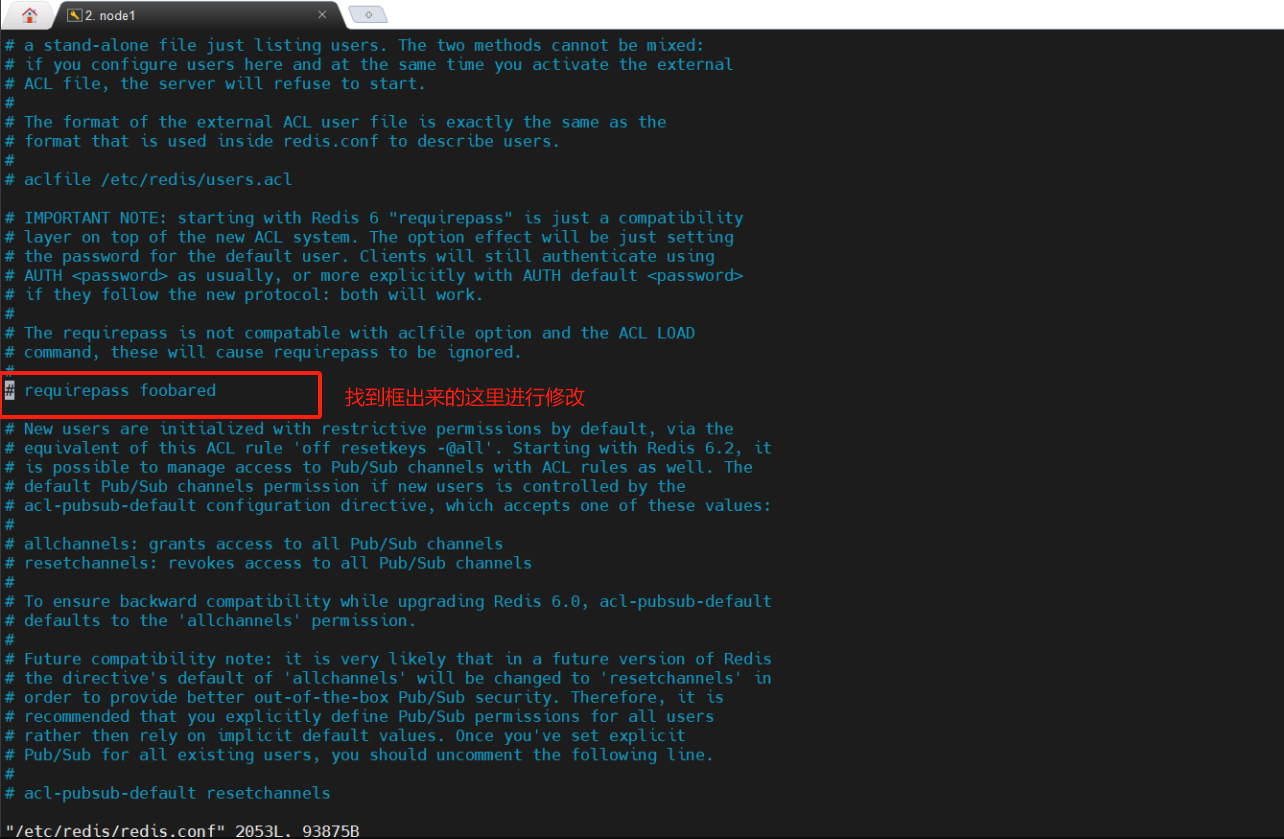 2. node1
# a stand-alone file just listing users. The two methods cannot be mixed:
# if you configure users here and at the same time you activate the external
# ACL file, the server will refuse to start.
#
# The format of the external ACL user file is exactly the same as the
# format that is used inside redis.conf to describe users.
#
# aclfile /etc/redis/users.acl
# IMPORTANT NOTE: starting with Redis 6 "requirepass" is just a compatibility
# layer on top of the new ACL system. The option effect will be just setting
# the password for the default user. Clients will still authenticate using
# AUTH <password> as usually, or more explicitly with AUTH default <password>
# if they follow the new protocol: both will work.
#
# The requirepass is not compatable with aclfile option and the ACL LOAD
# command, these will cause requirepass to be ignored.
#
# requirepass foobared
找到框出来的这里进行修改
# New users are initialized with restrictive permissions by default, via the
# equivalent of this ACL rule 'off resetkeys -@all'. Starting with Redis 6.2, it
# is possible to manage access to Pub/Sub channels with ACL rules as well. The
# default Pub/Sub channels permission if new users is controlled by the
# acl-pubsub-default configuration directive, which accepts one of these values:
#
# allchannels: grants access to all Pub/Sub channels
# resetchannels: revokes access to all Pub/Sub channels
#
# To ensure backward compatibility while upgrading Redis 6.0, acl-pubsub-default
# defaults to the 'allchannels' permission.
#
# Future compatibility note: it is very likely that in a future version of Redis
# the directive's default of 'allchannels' will be changed to 'resetchannels' in
# order to provide better out-of-the-box Pub/Sub security. Therefore, it is
# recommended that you explicitly define Pub/Sub permissions for all users
# rather then rely on implicit default values. Once you've set explicit
# Pub/Sub for all existing users, you should uncomment the following line.
#
# acl-pubsub-default resetchannels
"/etc/redis/redis.conf" 2053L, 93875B